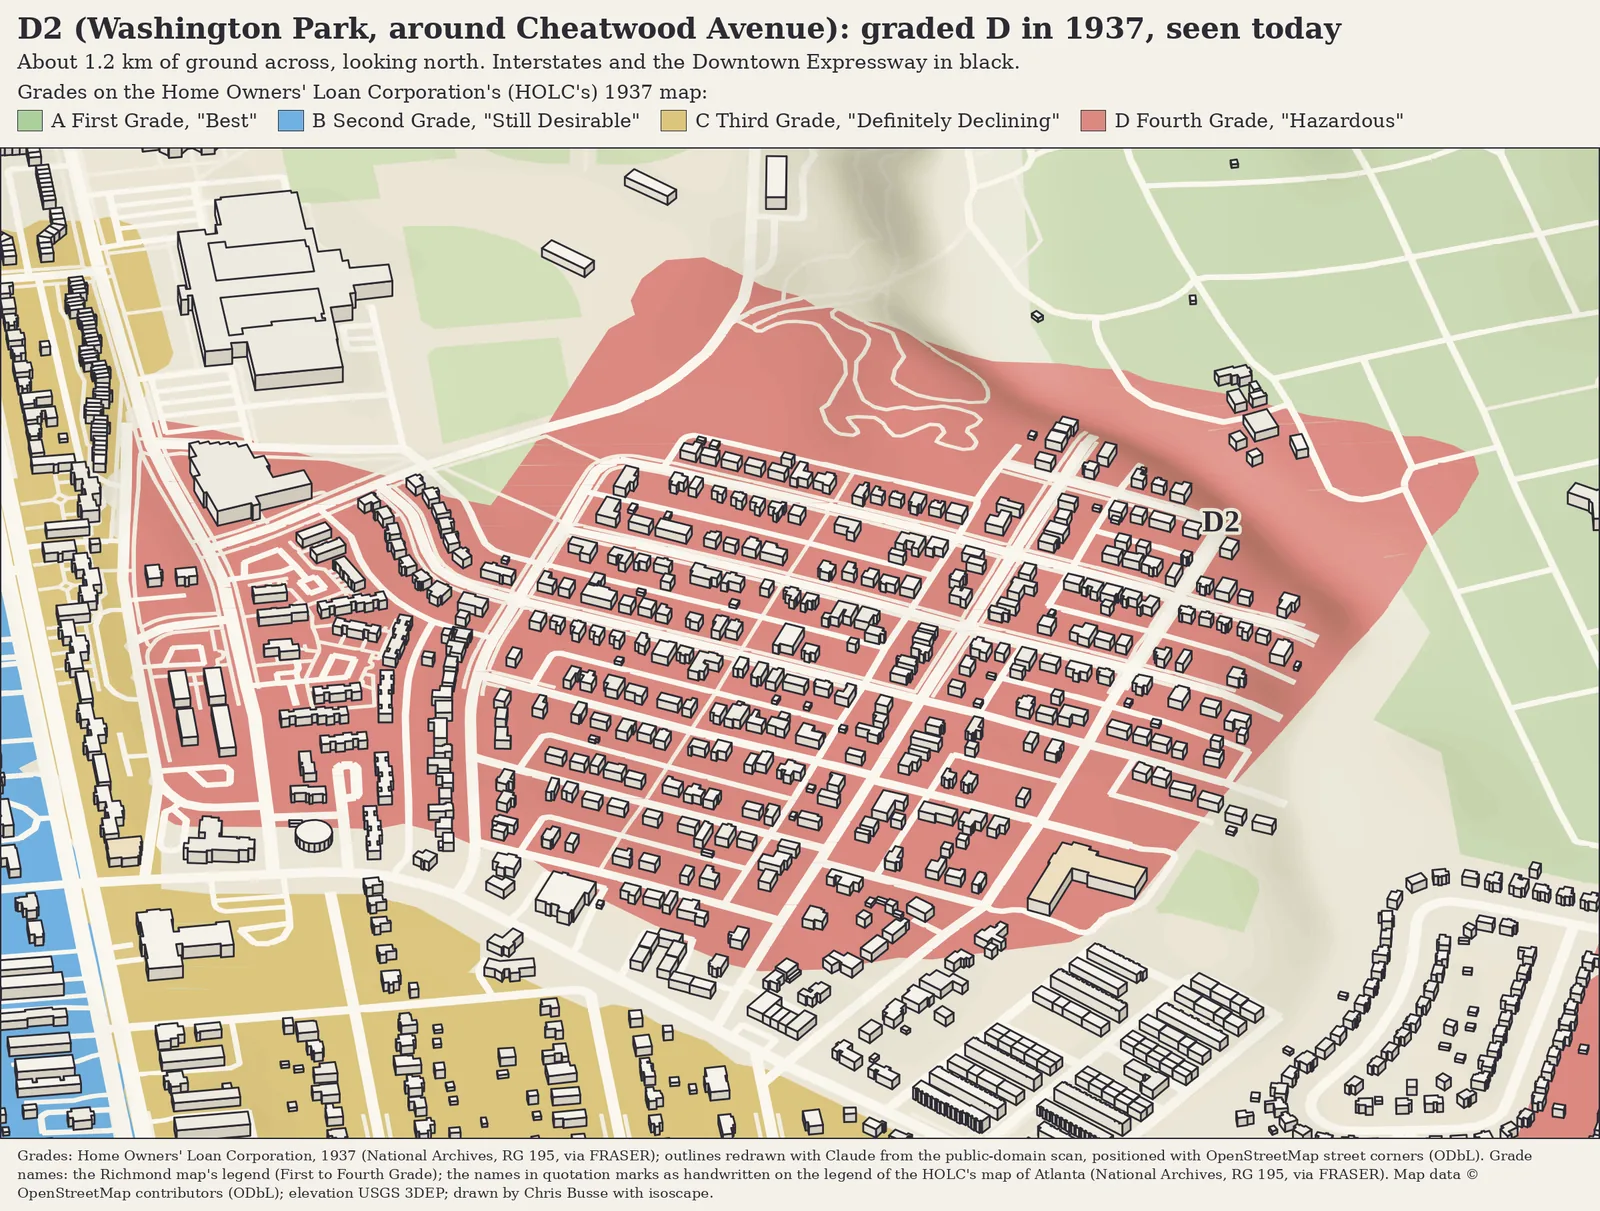 D2 (Washington Park, around Cheatwood Avenue): graded D in 1937, seen today
About 1.2 km of ground across, looking north. Interstates and the Downtown Expressway in black.
Grades on the Home Owners' Loan Corporation's (HOLC's) 1937 map:
A First Grade, "Best" B Second Grade, "Still Desirable" C Third Grade, "Definitely Declining" D Fourth Grade, "Hazardous"
D2
Grades: Home Owners' Loan Corporation, 1937 (National Archives, RG 195, via FRASER); outlines redrawn with Claude from the public-domain scan, positioned with OpenStreetMap street corners (ODbL). Grade
names: the Richmond map's legend (First to Fourth Grade); the names in quotation marks as handwritten on the legend of the HOLC's map of Atlanta (National Archives, RG 195, via FRASER). Map data ©
OpenStreetMap contributors (ODbL); elevation USGS 3DEP; drawn by Chris Busse with isoscape.